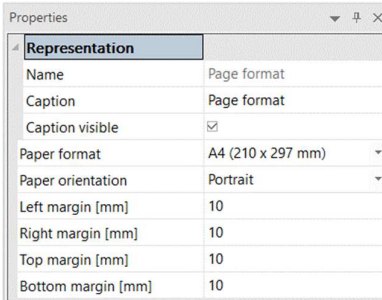 Properties
Representation
Name Page format
Caption Page format
Caption visible
Paper format A4 (210 x 297 mm)
Paper orientation Portrait
Left margin [mm] 10
Right margin [mm] 10
Top margin [mm] 10
Bottom margin [mm] 10